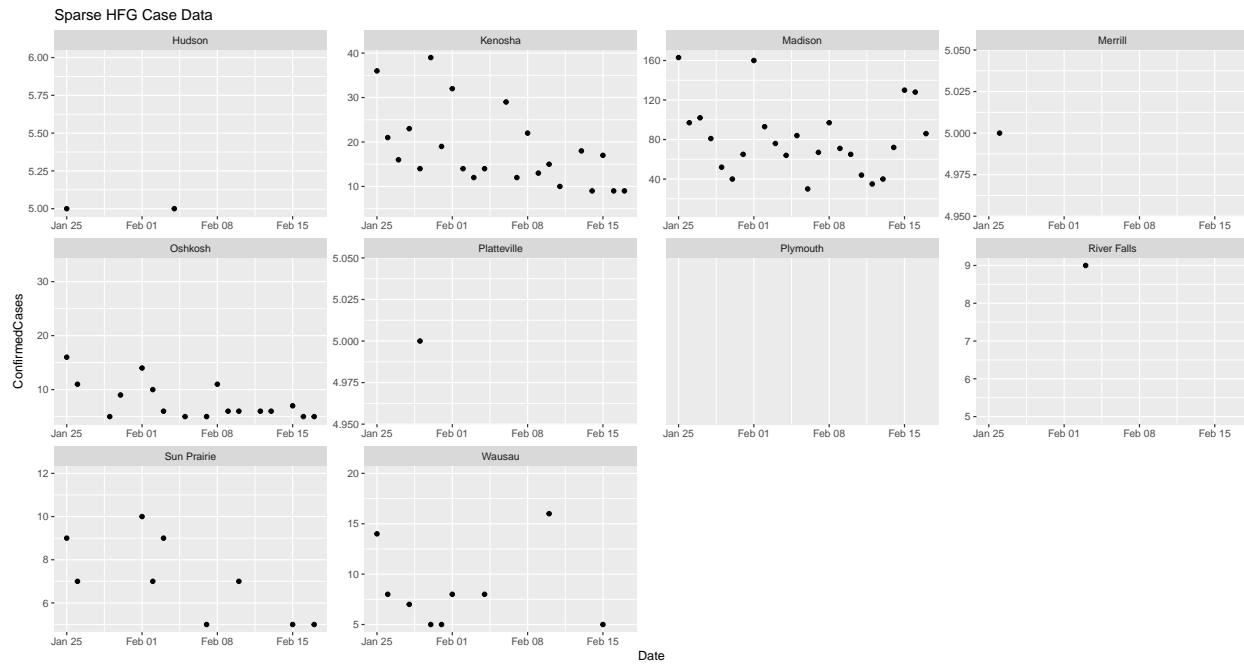 Sparse HFG Case Data
Hudson
Kenosha
Madison
Merrill
6.00
5.75
5.50
5.25
5.00
40
30
20
10
160
120
80
40
5.050
5.025
5.000
4.975
4.950
Jan 25 Feb 01 Feb 08 Feb 15
Jan 25 Feb 01 Feb 08 Feb 15
Jan 25 Feb 01 Feb 08 Feb 15
Jan 25 Feb 01 Feb 08 Feb 15
Oshkosh
Platteville
Plymouth
River Falls
ConfirmedCases
30
20
10
5.050
5.025
5.000
4.975
4.950
9
8
7
6
5
Jan 25 Feb 01 Feb 08 Feb 15
Jan 25 Feb 01 Feb 08 Feb 15
Jan 25 Feb 01 Feb 08 Feb 15
Jan 25 Feb 01 Feb 08 Feb 15
Sun Prairie
Wausau
12
10
8
6
20
15
10
5
Jan 25 Feb 01 Feb 08 Feb 15
Jan 25 Feb 01 Feb 08 Feb 15
Date